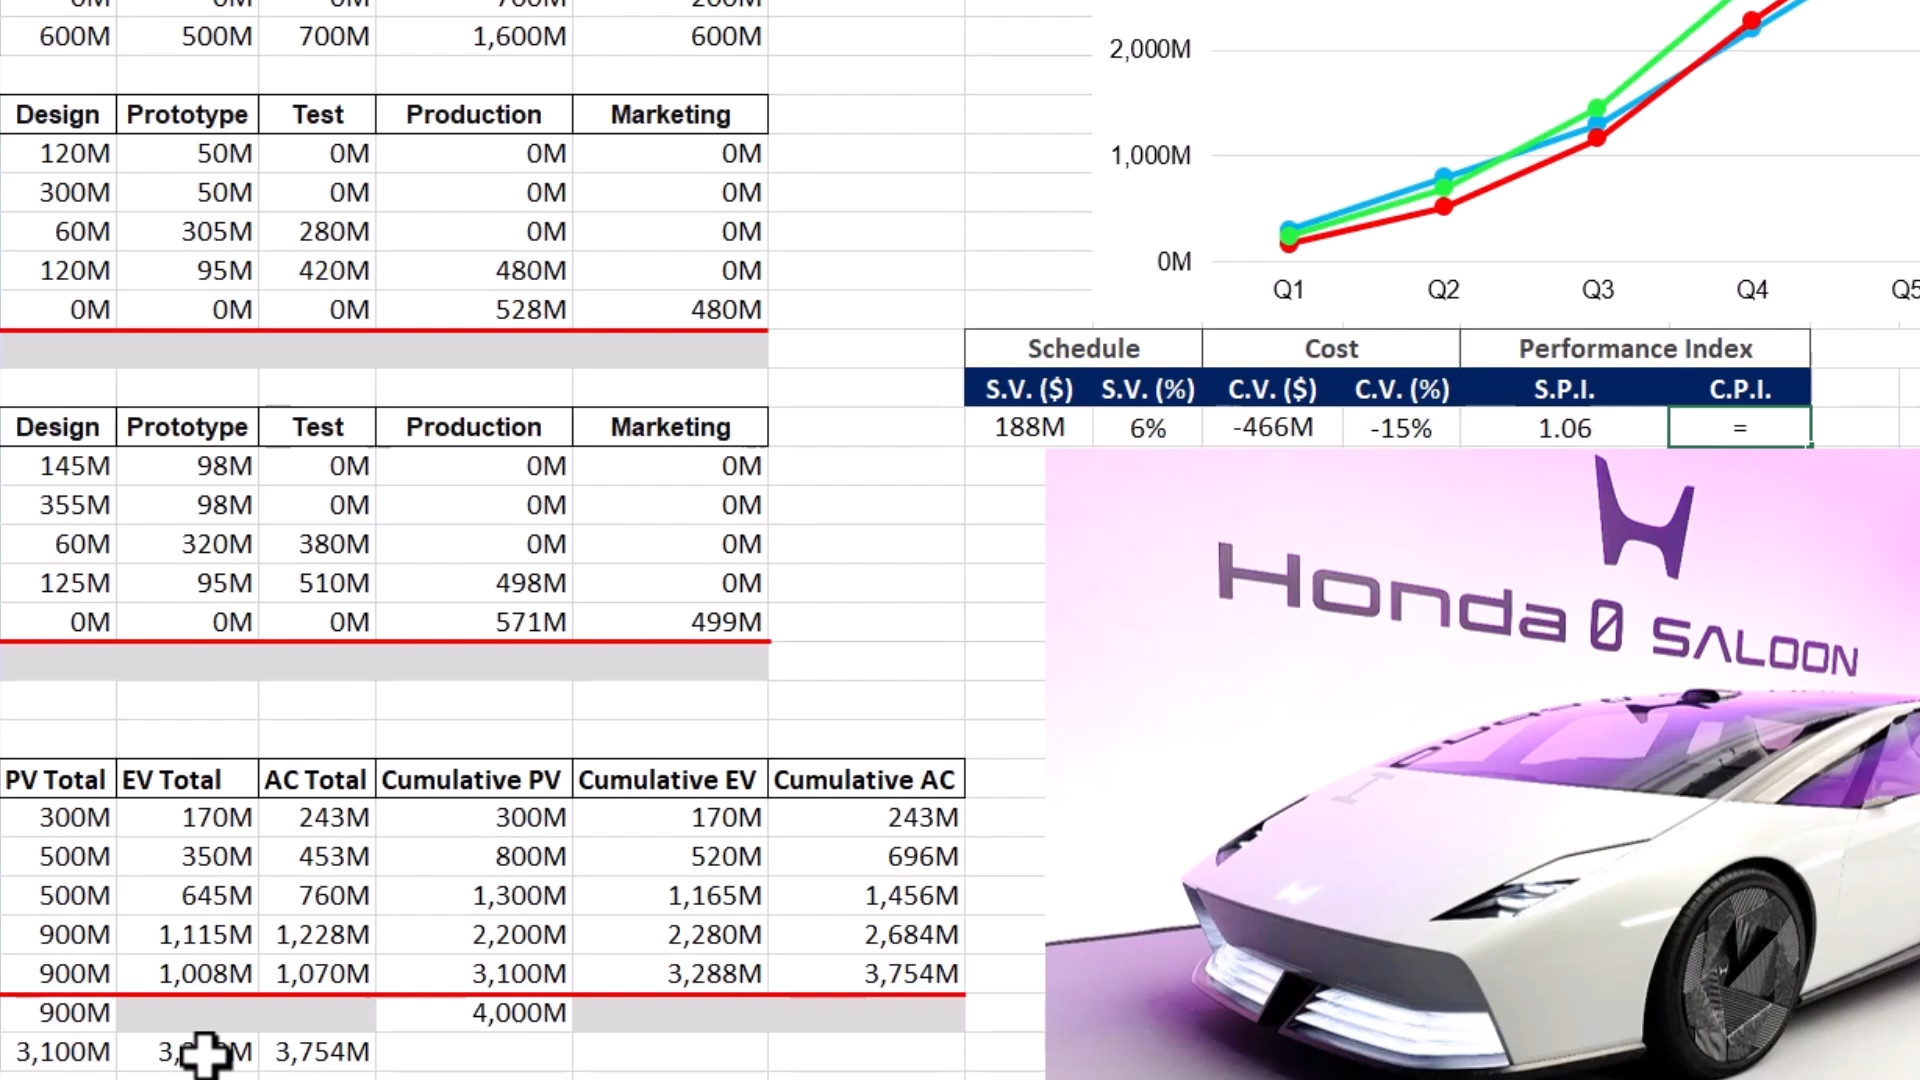 600M 500M 700M 1,600M 600M
Design Prototype Test Production Marketing
120M 50M 0M 0M 0M
300M 50M 0M 0M 0M
60M 305M 280M 0M 0M
120M 95M 420M 480M 0M
0M 0M 0M 528M 480M
Design Prototype Test Production Marketing
145M 98M 0M 0M 0M
355M 98M 0M 0M 0M
60M 320M 380M 0M 0M
125M 95M 510M 498M 0M
0M 0M 0M 571M 499M
PV Total EV Total AC Total Cumulative PV Cumulative EV Cumulative AC
300M 170M 243M 300M 170M 243M
500M 350M 453M 800M 520M 696M
500M 645M 760M 1,300M 1,165M 1,456M
900M 1,115M 1,228M 2,200M 2,280M 2,684M
900M 1,008M 1,070M 3,100M 3,288M 3,754M
900M 4,000M
3,100M 3,754M
2,000M
1,000M
0M
Q1 Q2 Q3 Q4 Q5
Schedule Cost Performance Index
S.V. ($) S.V. (%) C.V. ($) C.V. (%) S.P.I. C.P.I.
188M 6% -466M -15% 1.06 =
Honda 0 SALOON